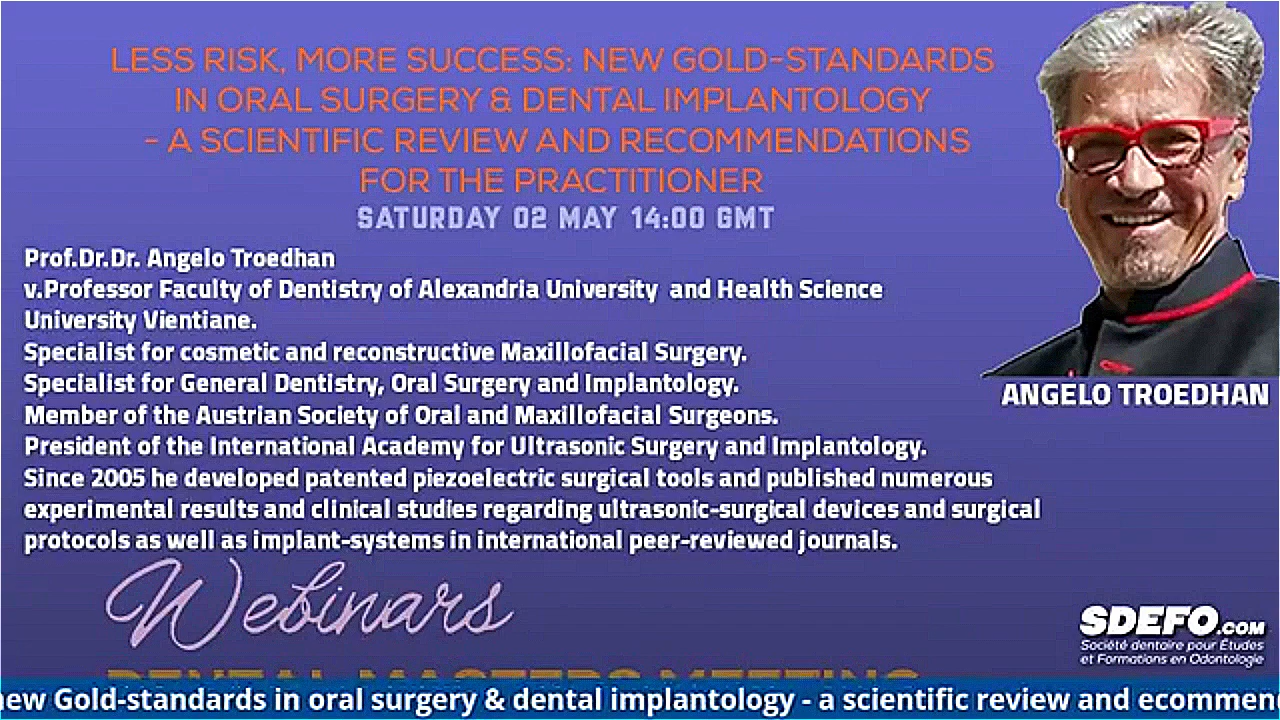 LESS RISK, MORE SUCCESS: NEW GOLD-STANDARDS
IN ORAL SURGERY & DENTAL IMPLANTOLOGY
- A SCIENTIFIC REVIEW AND RECOMMENDATIONS
FOR THE PRACTITIONER
SATURDAY 02 MAY 14:00 GMT
Prof.Dr.Dr. Angelo Troedhan
v.Professor Faculty of Dentistry of Alexandria University and Health Science
University Vientiane.
Specialist for cosmetic and reconstructive Maxillofacial Surgery.
Specialist for General Dentistry, Oral Surgery and Implantology.
Member of the Austrian Society of Oral and Maxillofacial Surgeons.
President of the International Academy for Ultrasonic Surgery and Implantology.
Since 2005 he developed patented piezoelectric surgical tools and published numerous
experimental results and clinical studies regarding ultrasonic-surgical devices and surgical
protocols as well as implant-systems in international peer-reviewed journals.
ANGELO TROEDHAN
Webinars
SDEFO.COM
Société dentaire pour Études
et Formations en Odontologie
DENTAL MASTERS MEETING
new Gold-standards in oral surgery & dental implantology - a scientific review and ecommen